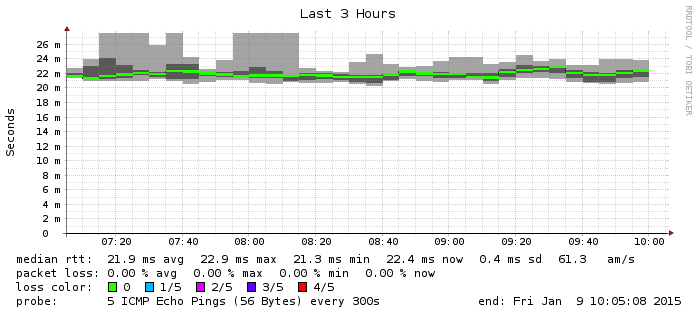 Last 3 Hours
RRDTOOL / TOBI OETIKER
Seconds
26 m
24 m
22 m
20 m
18 m
16 m
14 m
12 m
10 m
8 m
6 m
4 m
2 m
0
07:20 07:40 08:00 08:20 08:40 09:00 09:20 09:40 10:00
median rtt: 21.9 ms avg 22.9 ms max 21.3 ms min 22.4 ms now 0.4 ms sd 61.3 am/s
packet loss: 0.00 % avg 0.00 % max 0.00 % min 0.00 % now
loss color: 0 1/5 2/5 3/5 4/5
probe: 5 ICMP Echo Pings (56 Bytes) every 300s end: Fri Jan 9 10:05:08 2015